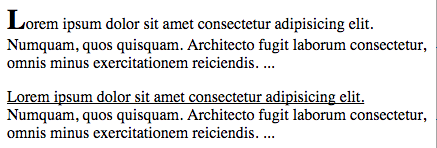 Lorem ipsum dolor sit amet consectetur adipisicing elit.
Numquam, quos quisquam. Architecto fugit laborum consectetur,
omnis minus exercitationem reiciendis. ...
Lorem ipsum dolor sit amet consectetur adipisicing elit.
Numquam, quos quisquam. Architecto fugit laborum consectetur,
omnis minus exercitationem reiciendis. ...